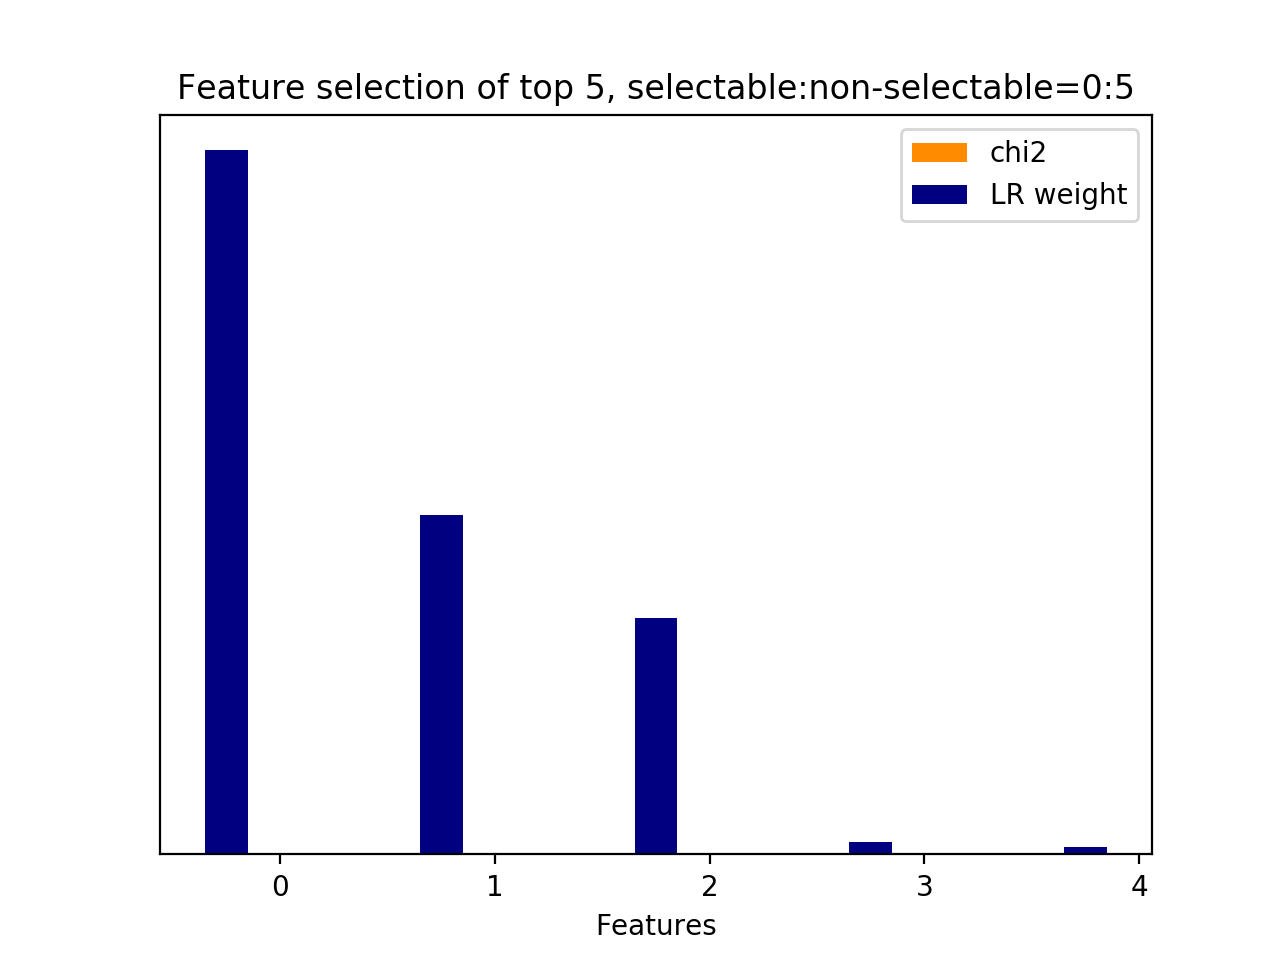 Feature selection of top 5, selectable:non-selectable=0:5
chi2
LR weight
0 1 2 3 4
Features